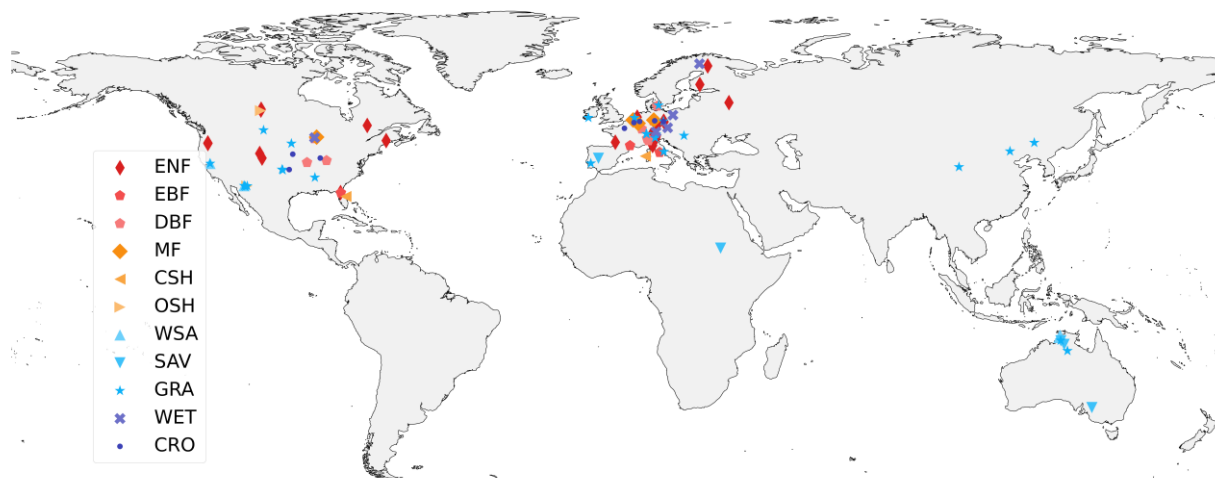 ENF
EBF
DBF
MF
CSH
OSH
WSA
SAV
GRA
WET
CRO